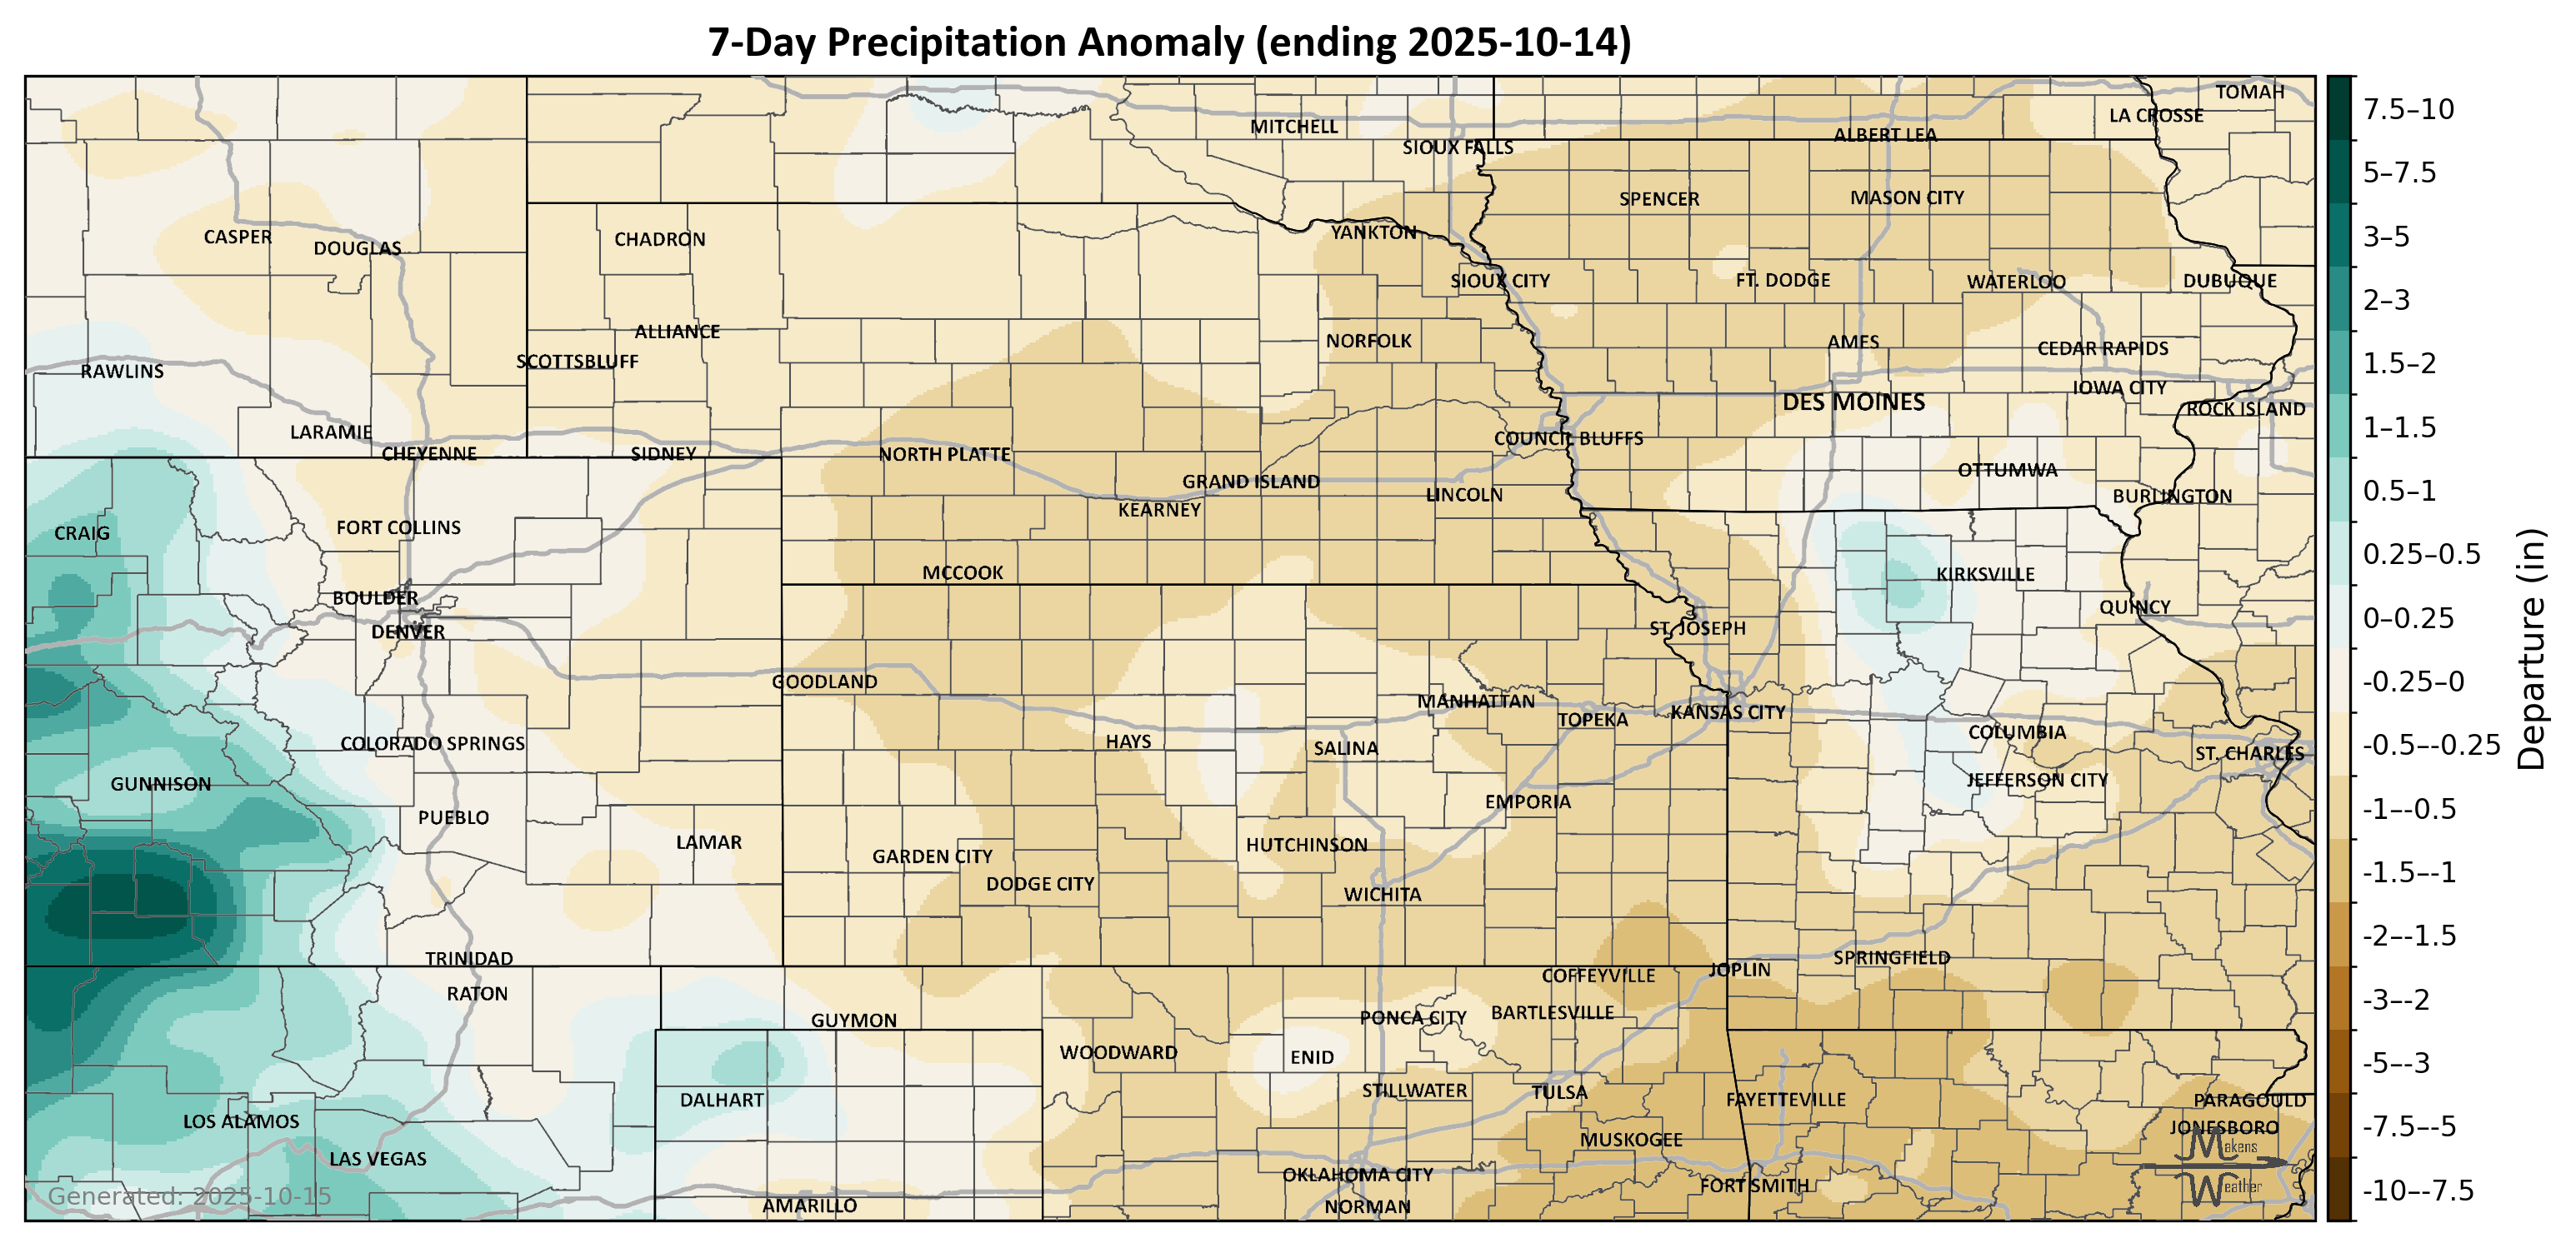 7-Day Precipitation Anomaly (ending 2025-10-14)
TOMAH
LA CROSSE
MITCHELL
ALBERT LEA
SIOUX FALLS
SPENCER
MASON CITY
CASPER
DOUGLAS
CHADRON
YANKTON
SIOUX CITY
FT. DODGE
WATERLOO
DUBUQUE
ALLIANCE
NORFOLK
AMES
CEDAR RAPIDS
SCOTTSBLUFF
RAWLINS
IOWA CITY
DES MOINES
ROCK ISLAND
LARAMIE
CHEYENNE
SIDNEY
NORTH PLATTE
COUNCIL BLUFFS
OTTUMWA
GRAND ISLAND
LINCOLN
BURLINGTON
KEARNEY
CRAIG
FORT COLLINS
MCCOOK
KIRKSVILLE
BOULDER
QUINCY
DENVER
ST. JOSEPH
GOODLAND
MANHATTAN
TOPEKA
KANSAS CITY
COLORADO SPRINGS
HAYS
SALINA
COLUMBIA
ST. CHARLES
GUNNISON
JEFFERSON CITY
PUEBLO
EMPORIA
LAMAR
HUTCHINSON
GARDEN CITY
DODGE CITY
WICHITA
TRINIDAD
SPRINGFIELD
COFFEYVILLE
JOPLIN
RATON
GUYMON
PONCA CITY
BARTLESVILLE
WOODWARD
ENID
DALHART
STILLWATER
TULSA
FAYETTEVILLE
PARAGOULD
LOS ALAMOS
JONESBORO
MUSKOGEE
LAS VEGAS
OKLAHOMA CITY
FORT SMITH
AMARILLO
NORMAN
Makens
Weather
Generated: 2025-10-15
7.5–10
5–7.5
3–5
2–3
1.5–2
1–1.5
0.5–1
0.25–0.5
0–0.25
-0.25–0
-0.5–-0.25
-1–-0.5
-1.5–-1
-2–-1.5
-3–-2
-5–-3
-7.5–-5
-10–-7.5
Departure (in)